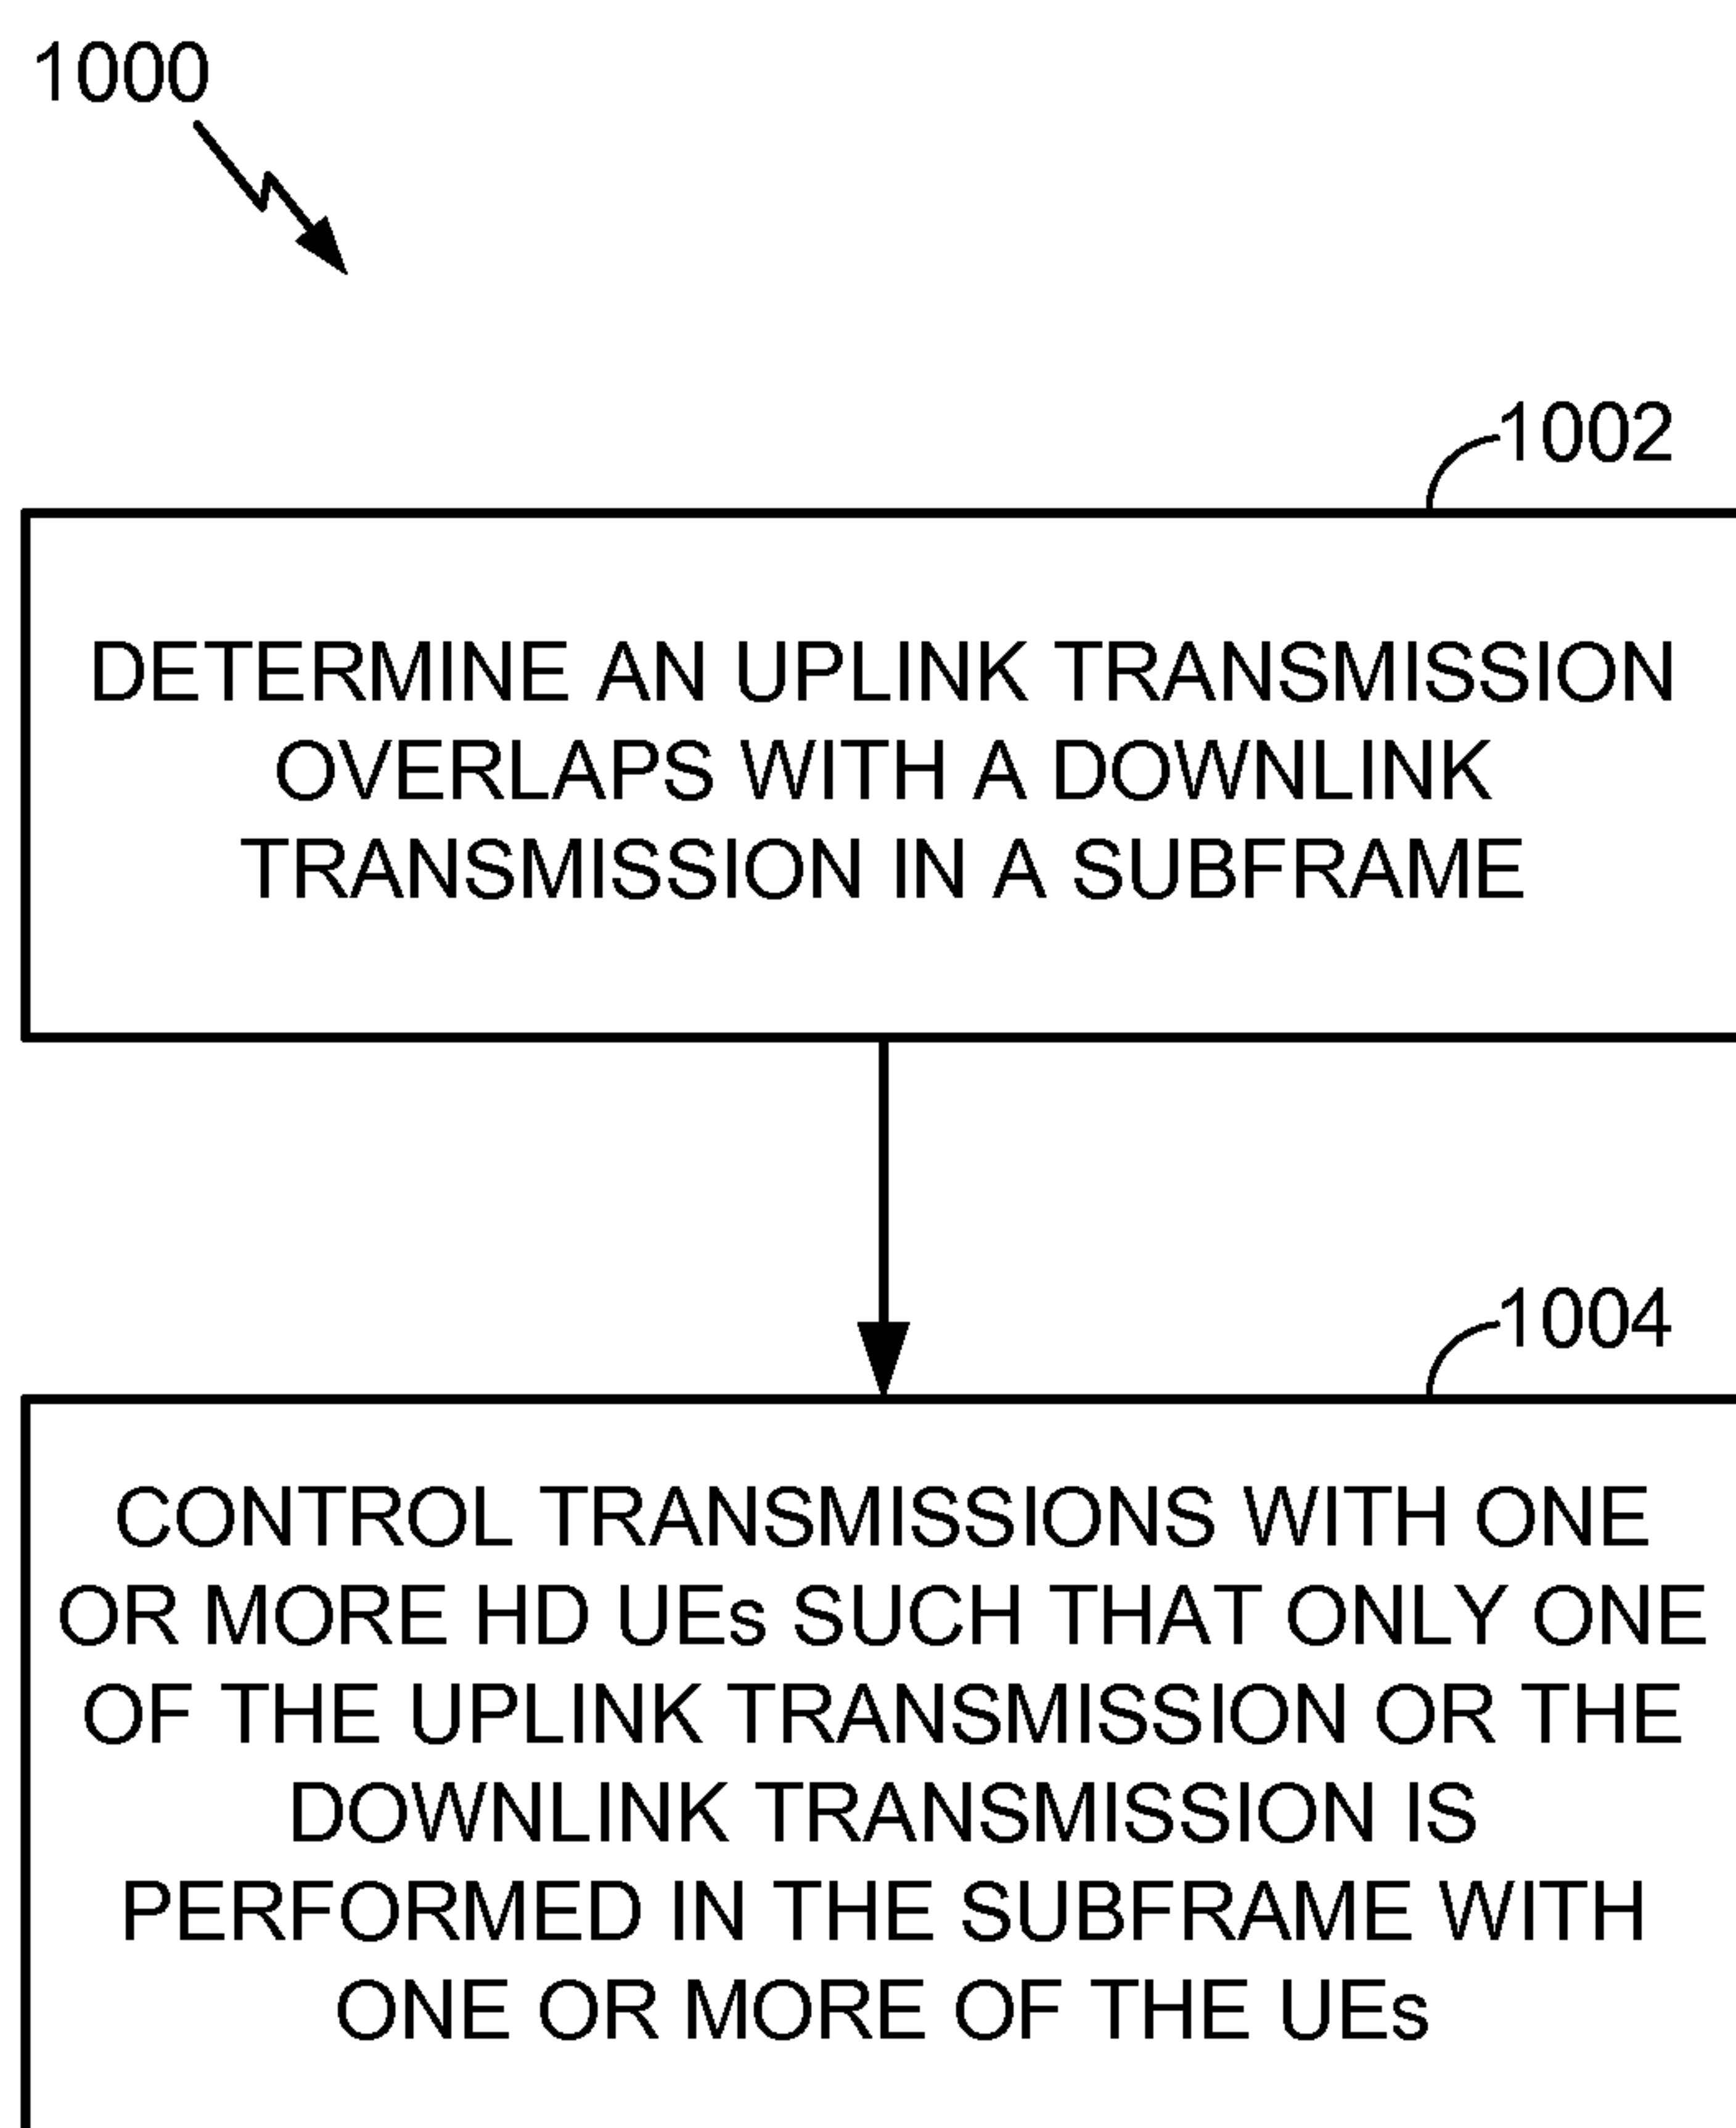 1000
1002
DETERMINE AN UPLINK TRANSMISSION
OVERLAPS WITH A DOWNLINK
TRANSMISSION IN A SUBFRAME
1004
CONTROL TRANSMISSIONS WITH ONE
OR MORE HD UEs SUCH THAT ONLY ONE
OF THE UPLINK TRANSMISSION OR THE
DOWNLINK TRANSMISSION IS
PERFORMED IN THE SUBFRAME WITH
ONE OR MORE OF THE UEs